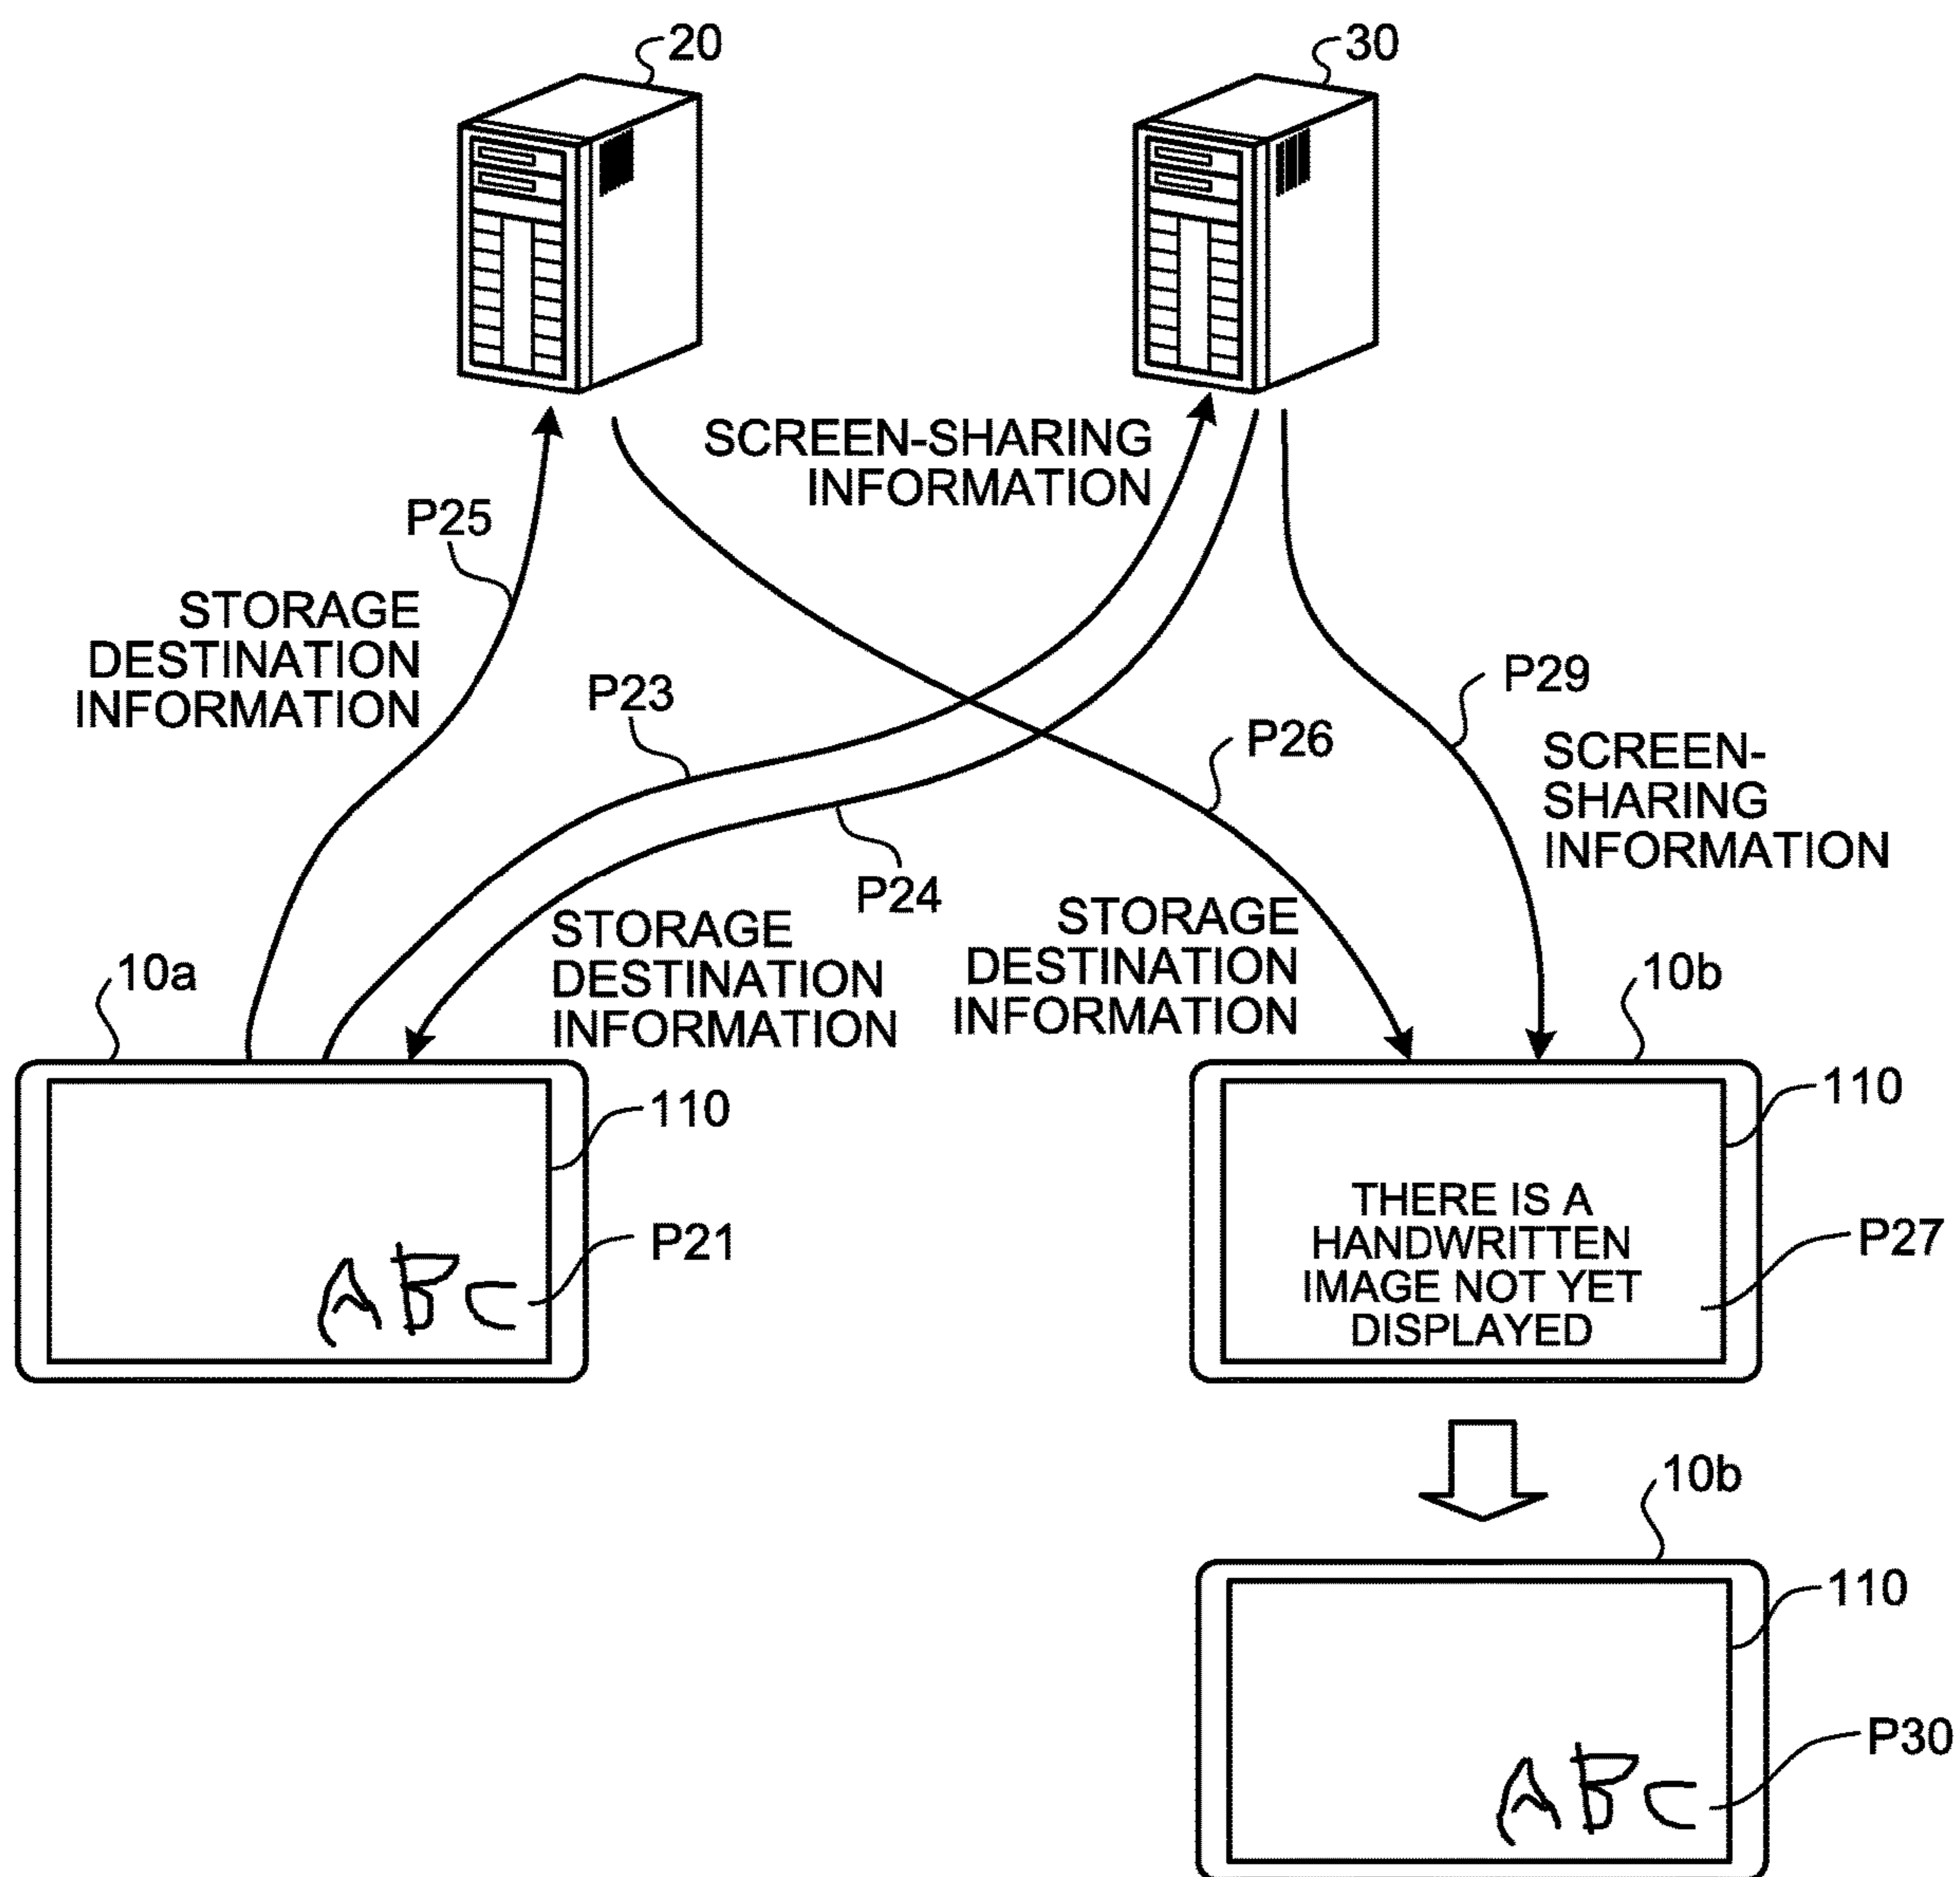 20
30
SCREEN-SHARING
INFORMATION
P25
STORAGE
DESTINATION
INFORMATION
P23
P26
P29
SCREEN-
SHARING
INFORMATION
P24
STORAGE
DESTINATION
INFORMATION
STORAGE
DESTINATION
INFORMATION
10a
10b
110
110
P21
ABC
THERE IS A
HANDWRITTEN
IMAGE NOT YET
DISPLAYED
P27
10b
110
P30
ABC